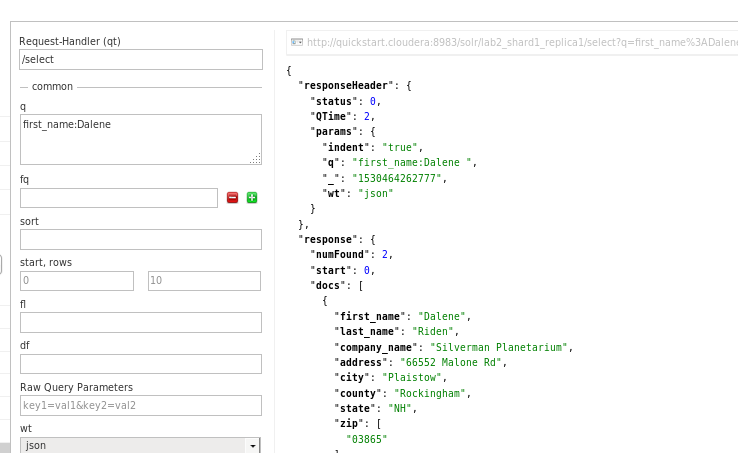 Request-Handler (qt)
/select
common
q
first_name:Dalene
fq
sort
start, rows
0
10
fl
df
Raw Query Parameters
key1=val1&key2=val2
wt
json
http://quickstart.cloudera:8983/solr/lab2_shard1_replica1/select?q=first_name%3ADalene
{
"responseHeader": {
"status": 0,
"QTime": 2,
"params": {
"indent": "true",
"q": "first_name:Dalene ",
"_": "1530464262777",
"wt": "json"
}
},
"response": {
"numFound": 2,
"start": 0,
"docs": [
{
"first_name": "Dalene",
"last_name": "Riden",
"company_name": "Silverman Planetarium",
"address": "66552 Malone Rd",
"city": "Plaistow",
"county": "Rockingham",
"state": "NH",
"zip": [
"03865"